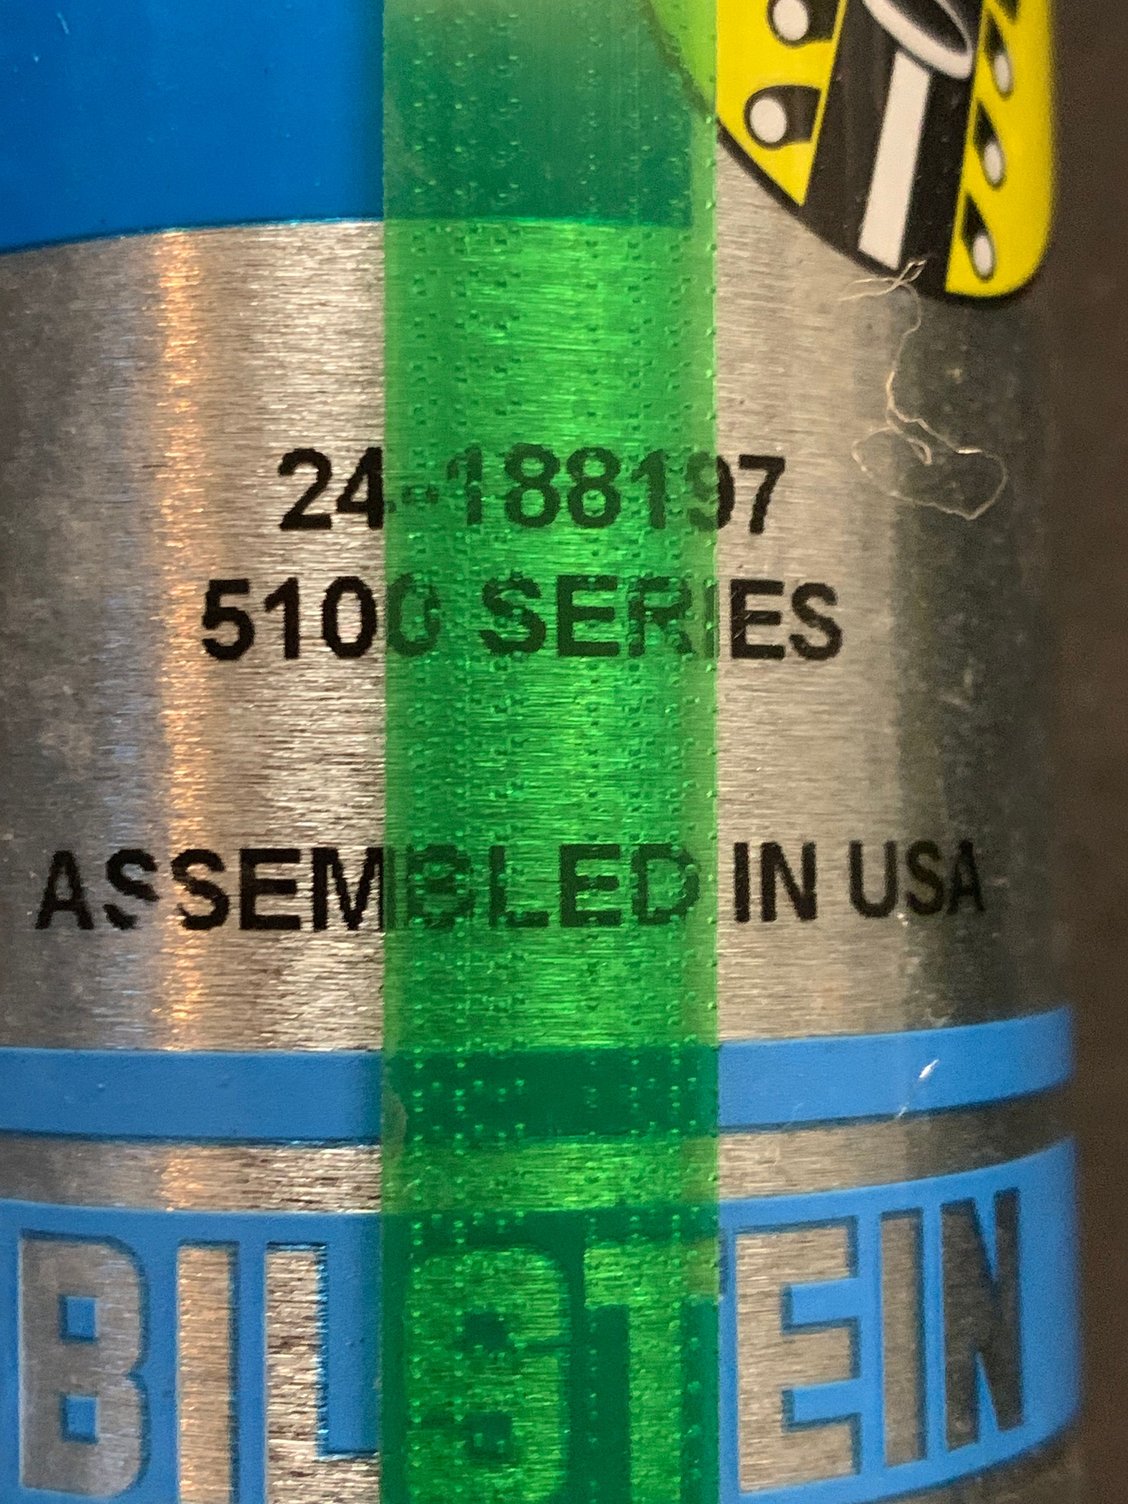 24-188197
5100 SERIES
ASSEMBLED IN USA
BILSTEIN